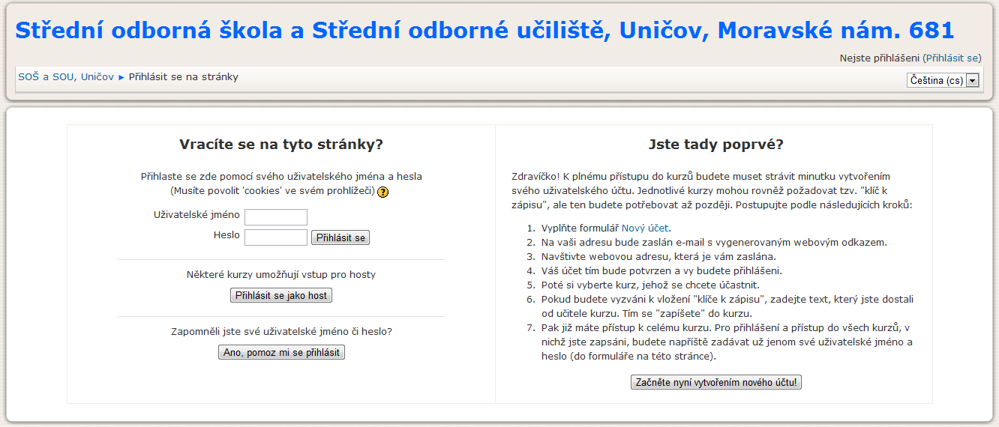 Střední odborná škola a Střední odborné učiliště, Uničov, Moravské nám. 681
Nejste přihlášeni (Přihlásit se)
SOŠ a SOU, Uničov ► Přihlásit se na stránky
Čeština (cs)
Vracíte se na tyto stránky?
Přihlaste se zde pomocí svého uživatelského jména a hesla
(Musíte povolit 'cookies' ve svém prohlížeči) ?
Uživatelské jméno
Heslo Přihlásit se
Některé kurzy umožňují vstup pro hosty
Přihlásit se jako host
Zapomněli jste své uživatelské jméno či heslo?
Ano, pomoz mi se přihlásit
Jste tady poprvé?
Zdravíčko! K plnému přístupu do kurzů budete muset strávit minutku vytvořením
svého uživatelského účtu. Jednotlivé kurzy mohou rovněž požadovat tzv. "klíč k
zápisu", ale ten budete potřebovat až později. Postupujte podle následujících kroků:
1. Vyplňte formulář Nový účet.
2. Na vaši adresu bude zaslán e-mail s vygenerovaným webovým odkazem.
3. Navštivte webovou adresu, která je vám zaslána.
4. Váš účet tím bude potvrzen a vy budete přihlášeni.
5. Poté si vyberte kurz, jehož se chcete účastnit.
6. Pokud budete vyzváni k vložení "klíče k zápisu", zadejte text, který jste dostali
od učitele kurzu. Tím se "zapíšete" do kurzu.
7. Pak již máte přístup k celému kurzu. Pro přihlášení a přístup do všech kurzů, v
nichž jste zapsáni, budete napříště zadávat už jenom své uživatelské jméno a
heslo (do formuláře na této stránce).
Začněte nyní vytvořením nového účtu!